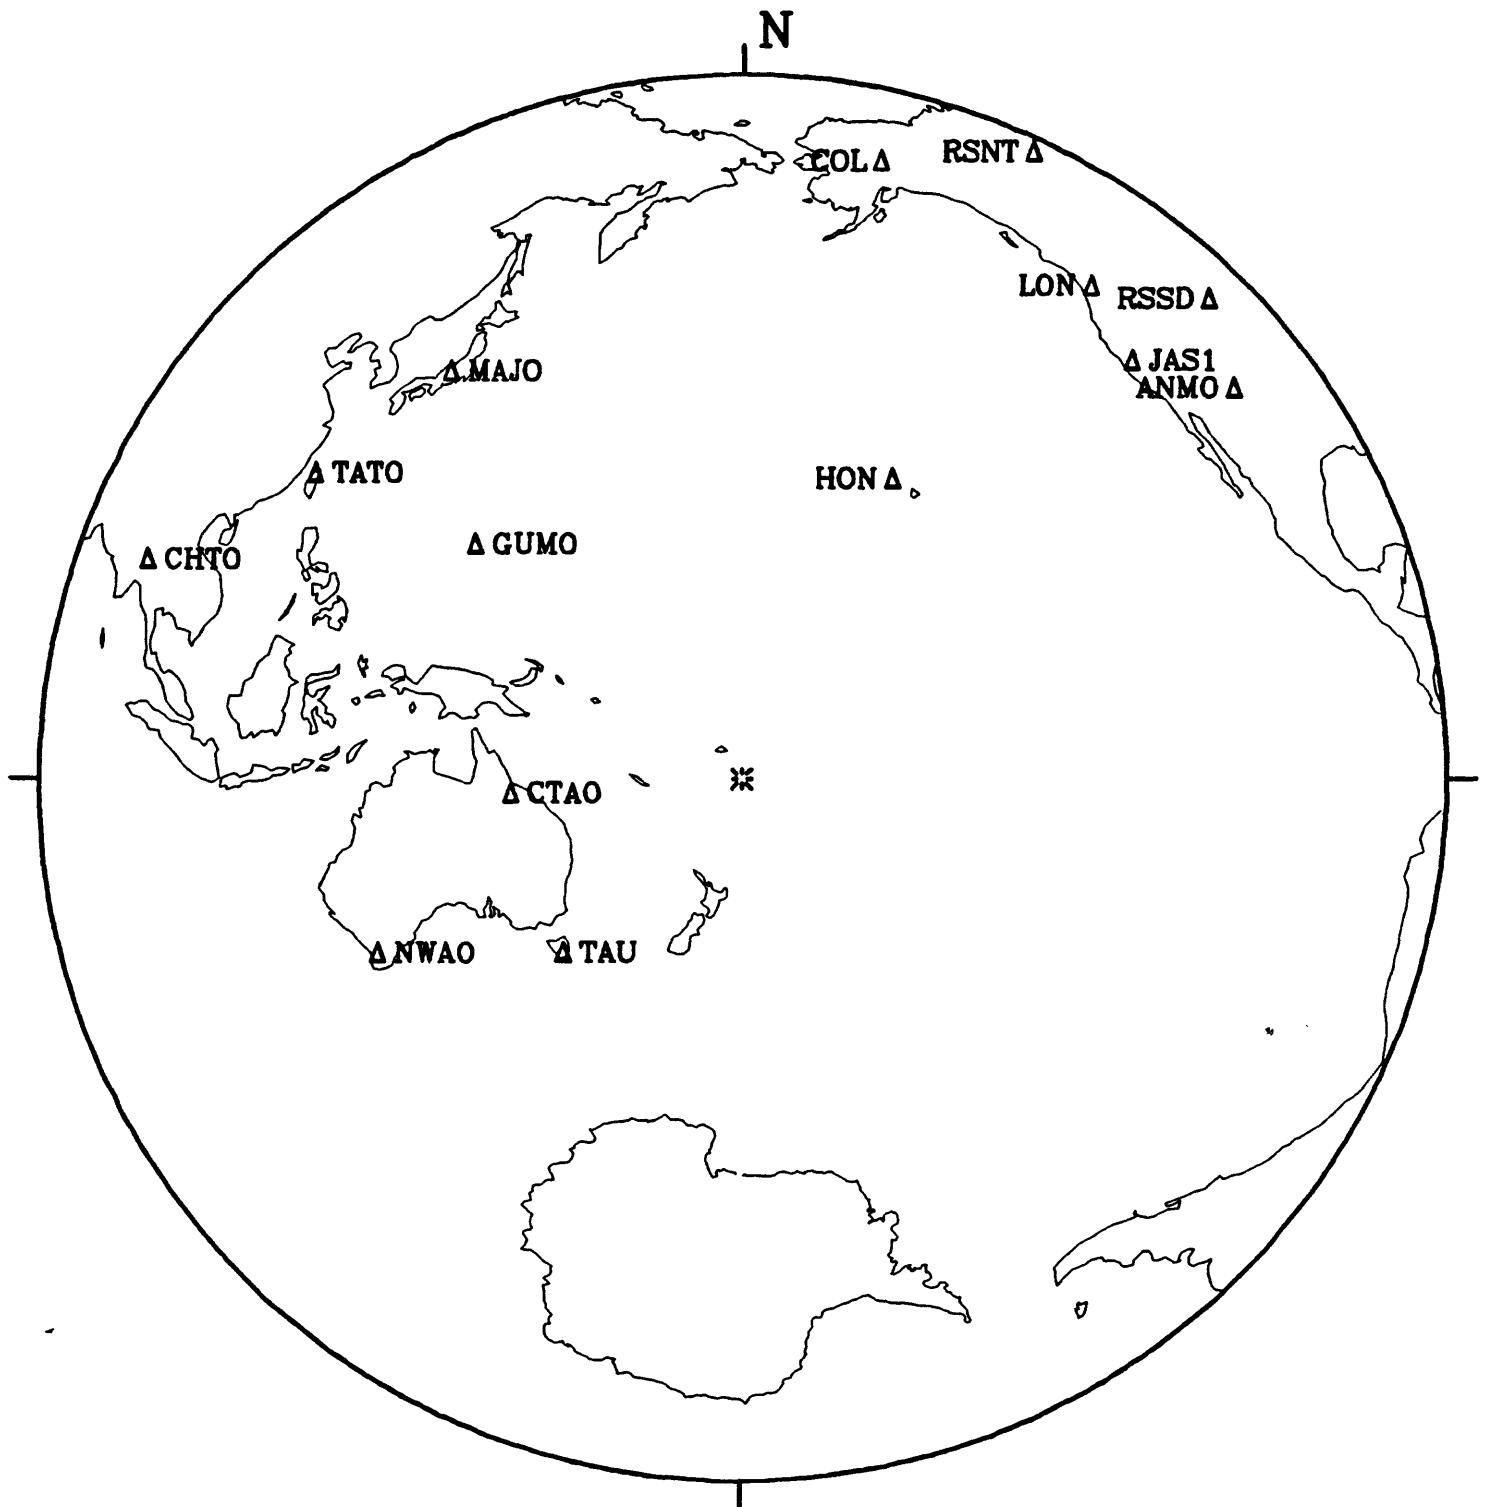 N
COL
RSNT
LON
RSSD
JAS1
ANMO
MAJO
TATO
HON
GUMO
CHTO
CTAO
NWAO
TAU